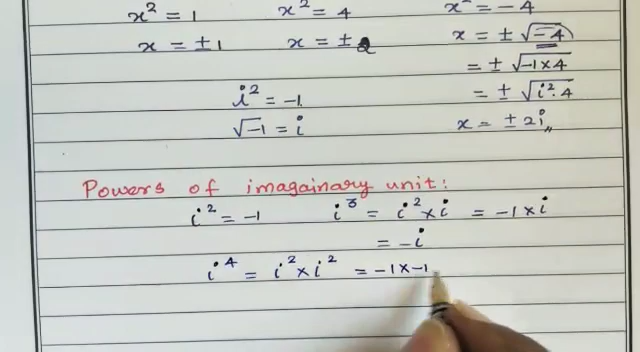 x² = 1 x² = 4 x² = -4
x = ±1 x = ±2 x = ± √-4
= ± √-1×4
i² = -1 = ± √i².4
√-1 = i x = ± 2i,,
Powers of imagainary unit:
i² = -1 i³ = i² × i = -1 × i
= -i
i⁴ = i² × i² = -1 × -1